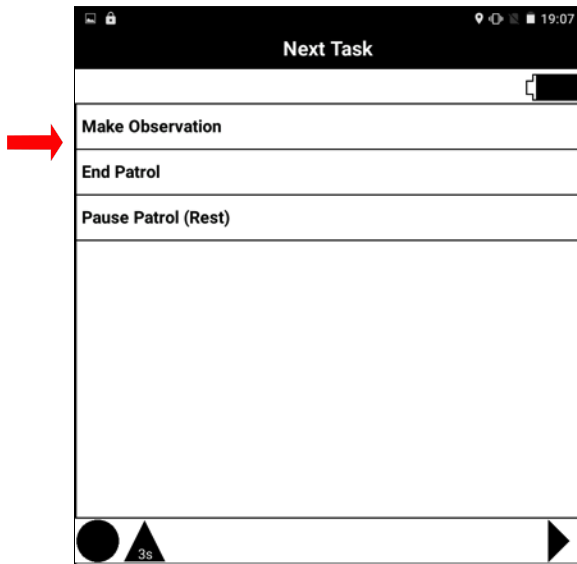 19:07
Next Task
Make Observation
End Patrol
Pause Patrol (Rest)
3s